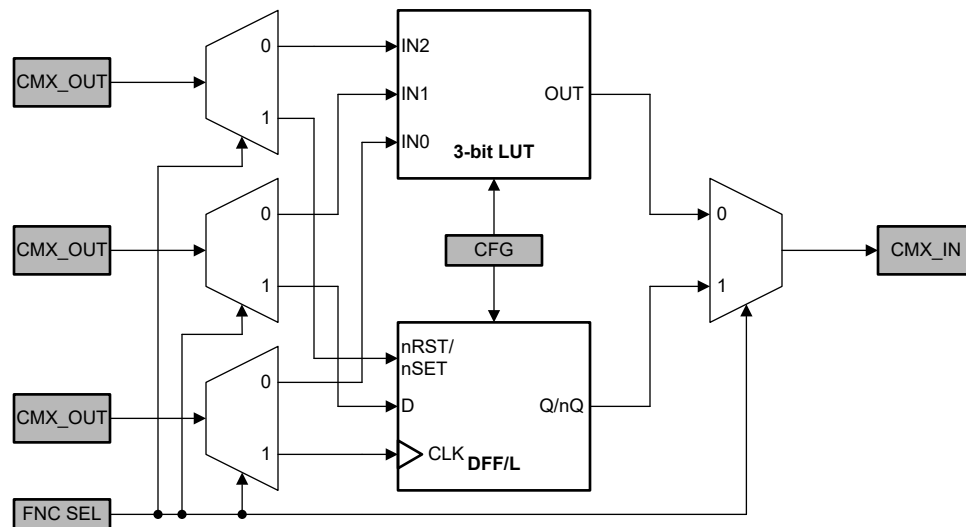 CMX_OUT
0
1
IN2
IN1
IN0
OUT
3-bit LUT
CMX_OUT
0
1
CFG
0
1
CMX_IN
CMX_OUT
0
1
nRST/
nSET
D
CLK
Q/nQ
DFF/L
FNC SEL